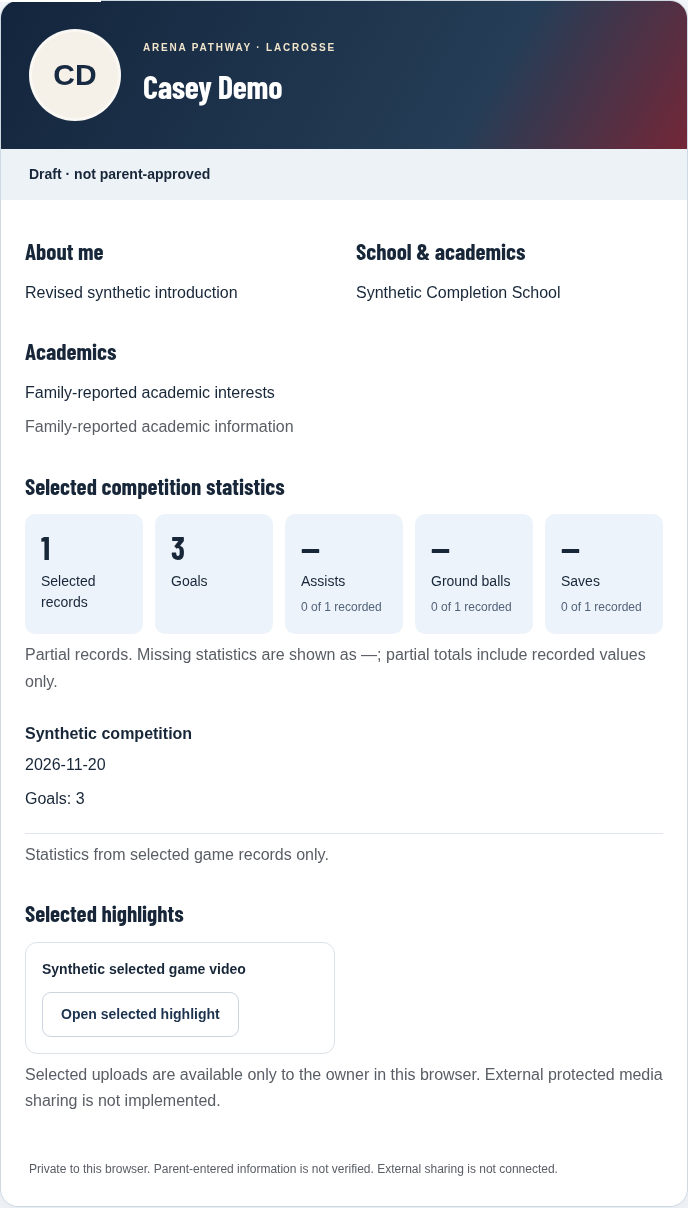 CD
ARENA PATHWAY · LACROSSE
Casey Demo
Draft · not parent-approved
About me
Revised synthetic introduction
School & academics
Synthetic Completion School
Academics
Family-reported academic interests
Family-reported academic information
Selected competition statistics
1
Selected
records
3
Goals
—
Assists
0 of 1 recorded
—
Ground balls
0 of 1 recorded
—
Saves
0 of 1 recorded
Partial records. Missing statistics are shown as —; partial totals include recorded values
only.
Synthetic competition
2026-11-20
Goals: 3
Statistics from selected game records only.
Selected highlights
Synthetic selected game video
Open selected highlight
Selected uploads are available only to the owner in this browser. External protected media
sharing is not implemented.
Private to this browser. Parent-entered information is not verified. External sharing is not connected.